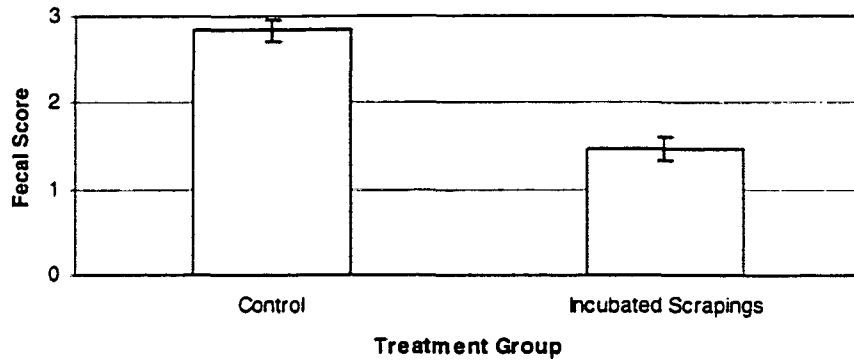 Fecal Score
3
2
1
0
Control
Incubated Scrapings
Treatment Group